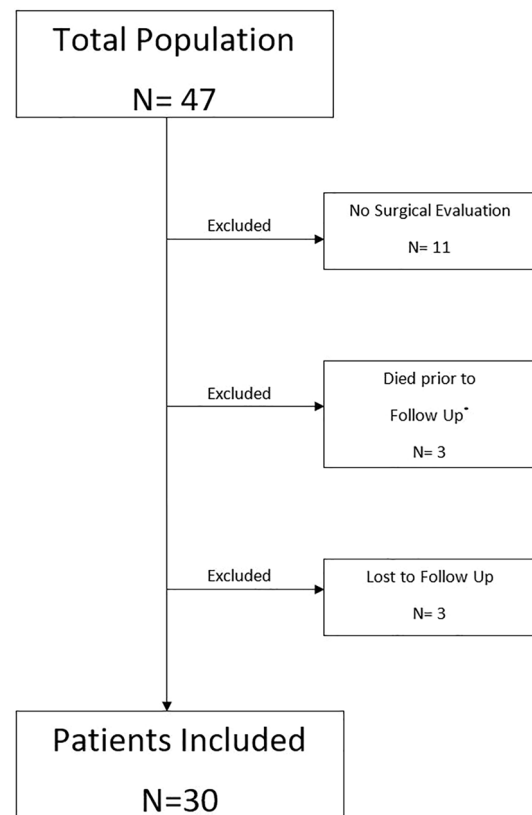 Total Population
N= 47
Excluded
No Surgical Evaluation
N= 11
Excluded
Died prior to
Follow Up*
N= 3
Excluded
Lost to Follow Up
N= 3
Patients Included
N=30